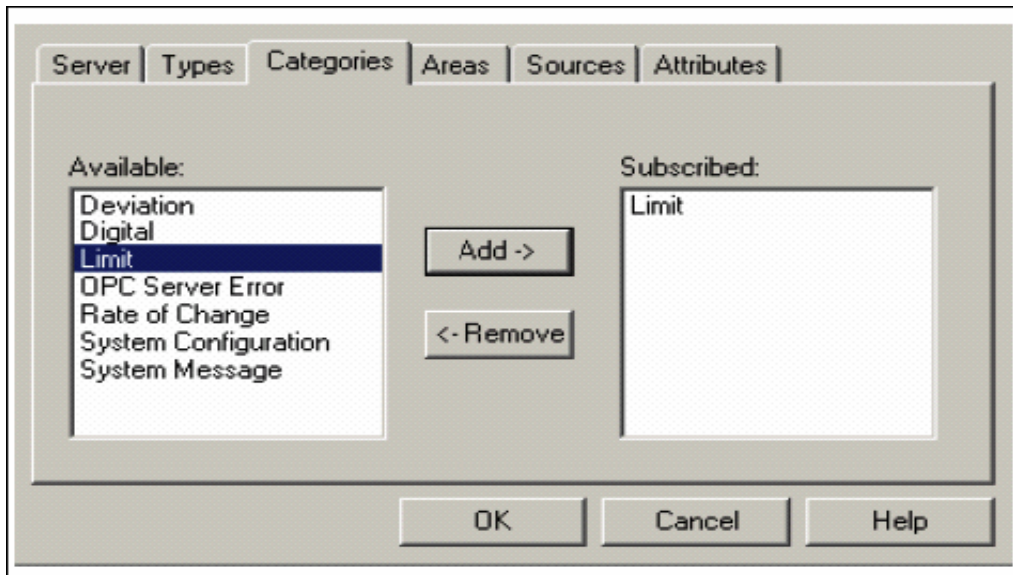 Server Types Categories Areas Sources Attributes
Available:
Deviation
Digital
Limit
OPC Server Error
Rate of Change
System Configuration
System Message
Add ->
<- Remove
Subscribed:
Limit
OK Cancel Help